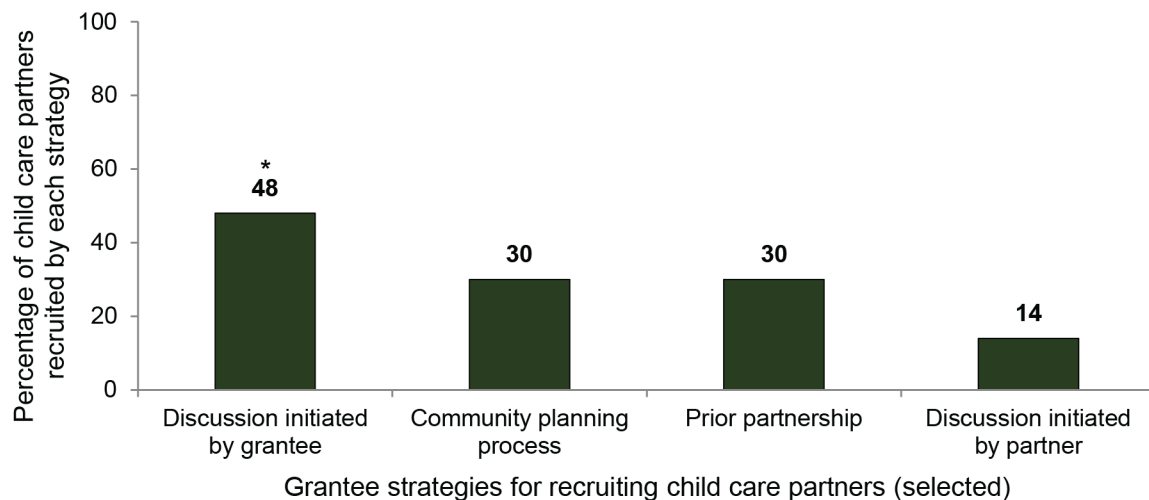 Percentage of child care partners
recruited by each strategy
100
80
60
40
20
0
*
48
30
30
14
Discussion initiated
by grantee
Community planning
process
Prior partnership
Discussion initiated
by partner
Grantee strategies for recruiting child care partners (selected)